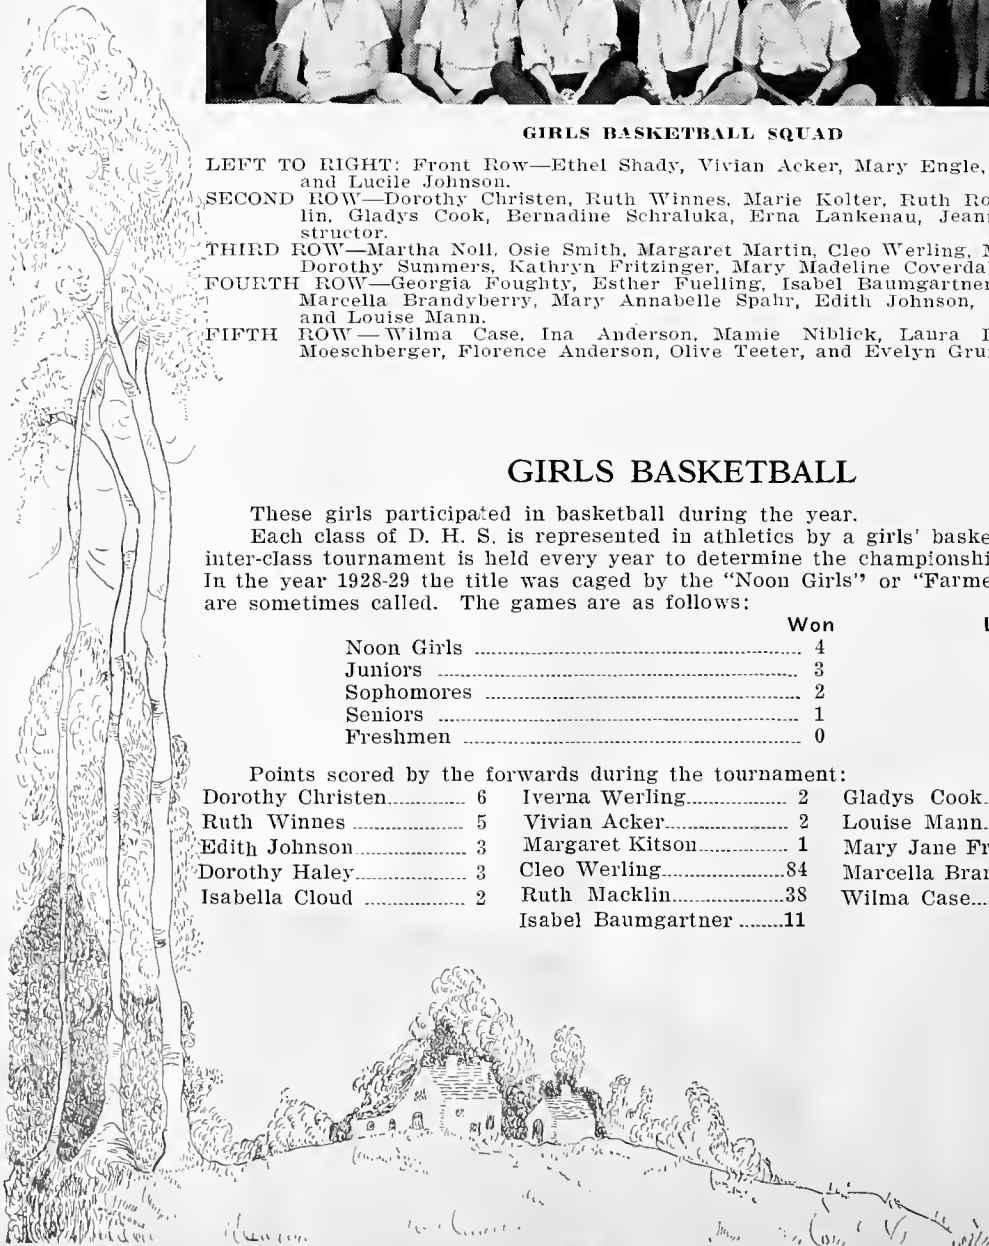 GIRLS BASKETBALL SQUAD
LEFT TO RIGHT: Front Row—Ethel Shady, Vivian Acker, Mary Engle,
and Lucile Johnson.
SECOND ROW—Dorothy Christen, Ruth Winnes, Marie Kolter, Ruth
lin, Gladys Cook, Bernadine Schraluka, Erna Lankenau,
structor.
THIRD ROW—Martha Noll, Osie Smith, Margaret Martin, Cleo Werling,
Dorothy Summers, Kathryn Fritzinger, Mary Madeline
FOURTH ROW—Georgia Foughty, Esther Fuelling, Isabel Baumgartner
Marcella Brandyberry, Mary Annabelle Spahr, Edith Johnson,
and Louise Mann.
FIFTH ROW—Wilma Case, Ina Anderson, Mamie Niblick, Laura
Moeschberger, Florence Anderson, Olive Teeter, and Evelyn
GIRLS BASKETBALL
These girls participated in basketball during the year.
Each class of D. H. S. is represented in athletics by a girls'
inter-class tournament is held every year to determine the
In the year 1928-29 the title was caged by the "Noon Girls" or
are sometimes called. The games are as follows:
Won
Noon Girls 4
Juniors 3
Sophomores 2
Seniors 1
Freshmen 0
Points scored by the forwards during the tournament:
Dorothy Christen 6 Iverna Werling 2 Gladys Cook
Ruth Winnes 5 Vivian Acker 2 Louise Mann
Edith Johnson 3 Margaret Kitson 1 Mary Jane
Dorothy Haley 3 Cleo Werling 84 Marcella
Isabella Cloud 2 Ruth Macklin 38 Wilma Case
Isabel Baumgartner 11